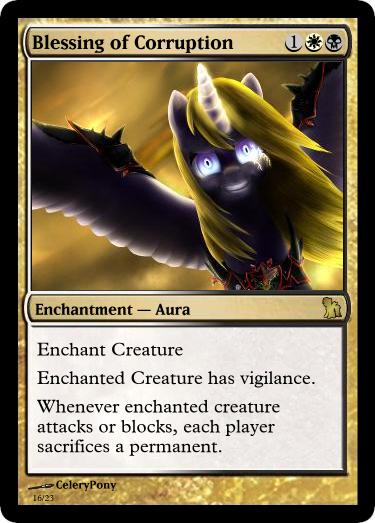 Blessing of Corruption 1
Enchantment — Aura
Enchant Creature
Enchanted Creature has vigilance.
Whenever enchanted creature
attacks or blocks, each player
sacrifices a permanent.
CeleryPony
16/23